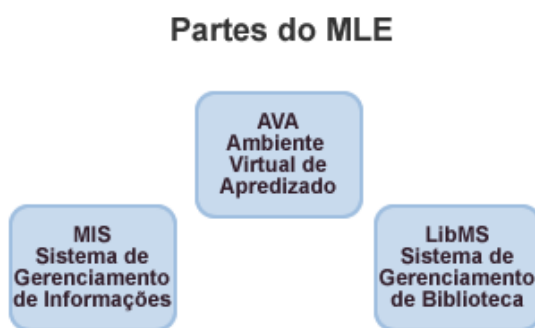 Partes do MLE
AVA
Ambiente
Virtual de
Apredizado
MIS
Sistema de
Gerenciamento
de Informações
LibMS
Sistema de
Gerenciamento
de Biblioteca